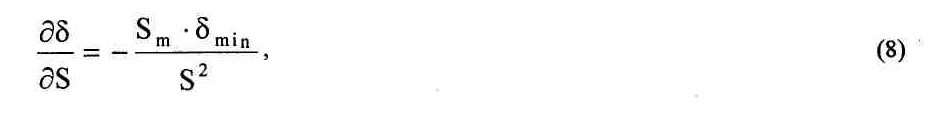 ∂δ/∂S = − (S_m · δ_min)/S², (8)